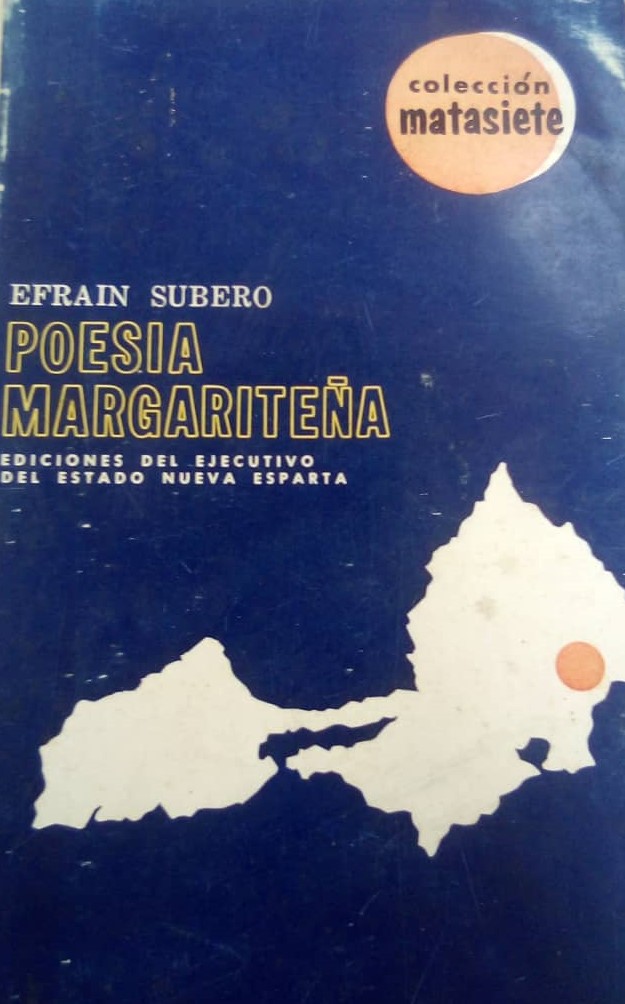 colección
matasiete
EFRAIN SUBERO
POESIA
MARGARITEÑA
EDICIONES DEL EJECUTIVO
DEL ESTADO NUEVA ESPARTA